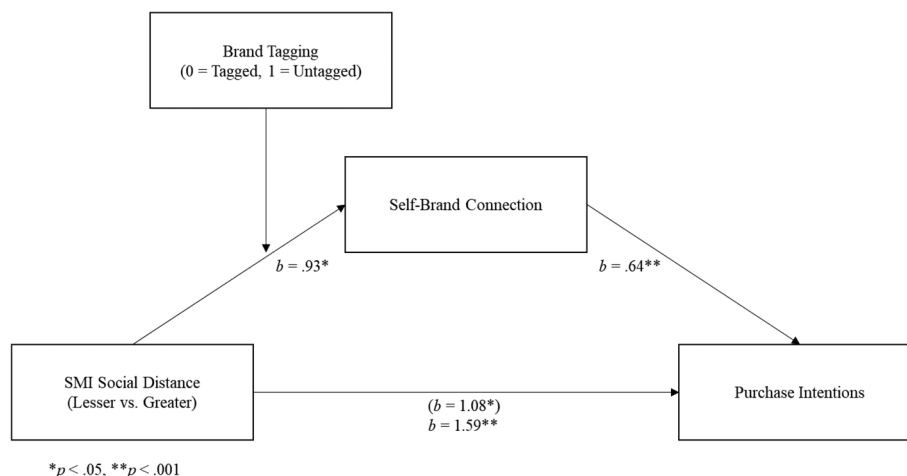 Brand Tagging
(0 = Tagged, 1 = Untagged)
Self-Brand Connection
b = .93*
b = .64**
SMI Social Distance
(Lesser vs. Greater)
(b = 1.08*)
b = 1.59**
Purchase Intentions
*p < .05, **p < .001